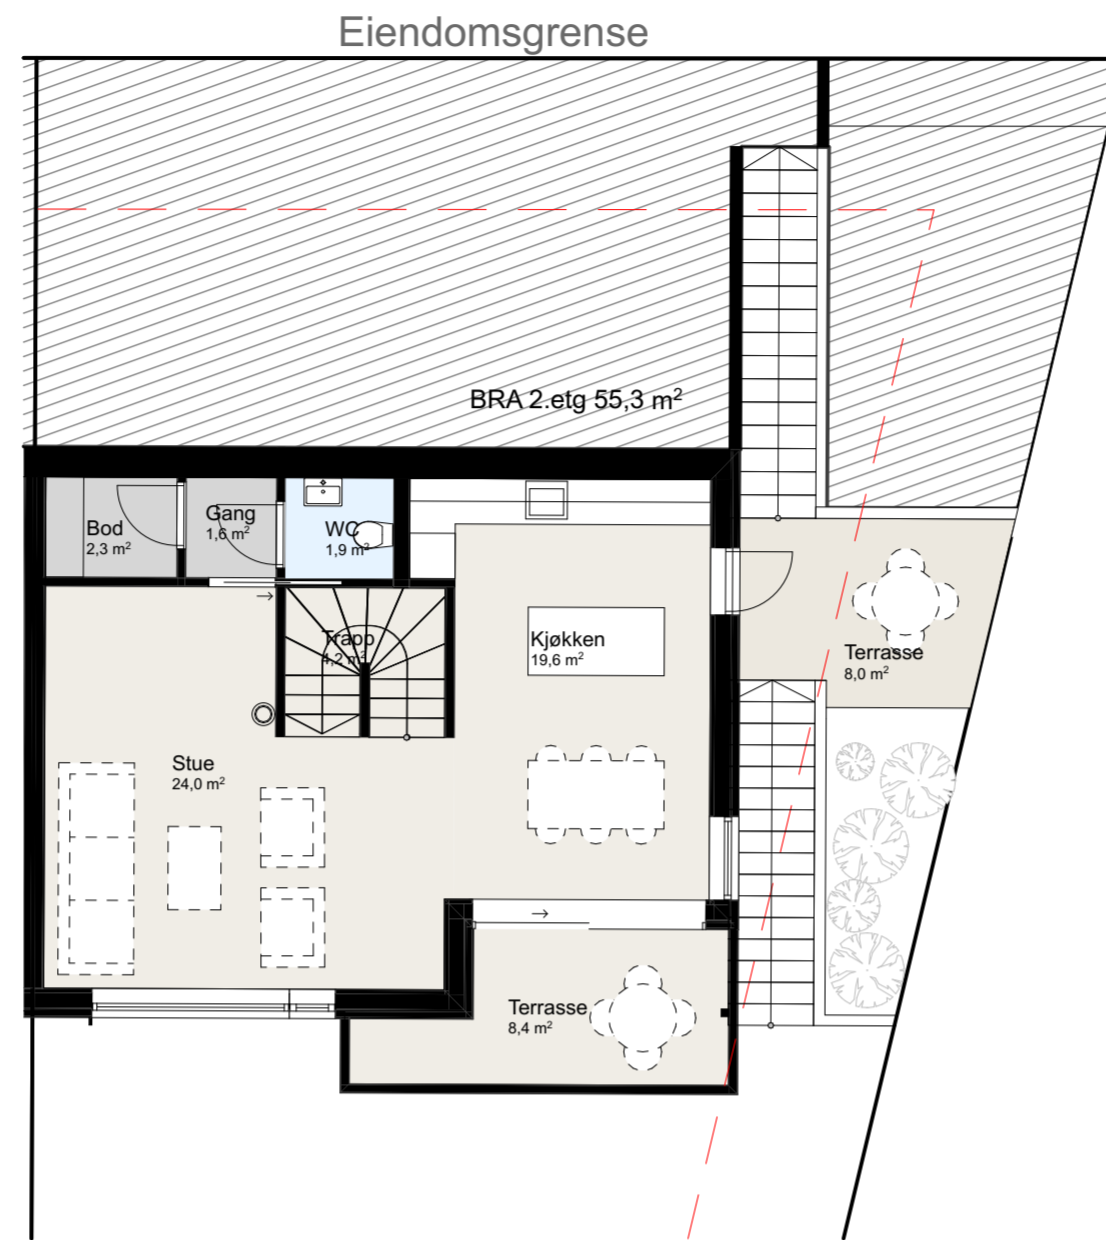 Eiendomsgrense
BRA 2.etg 55,3 m²
Bod
2,3 m²
Gang
1,6 m²
WC
1,9 m²
Trapp
4,2 m²
Kjøkken
19,6 m²
Terrasse
8,0 m²
Stue
24,0 m²
Terrasse
8,4 m²